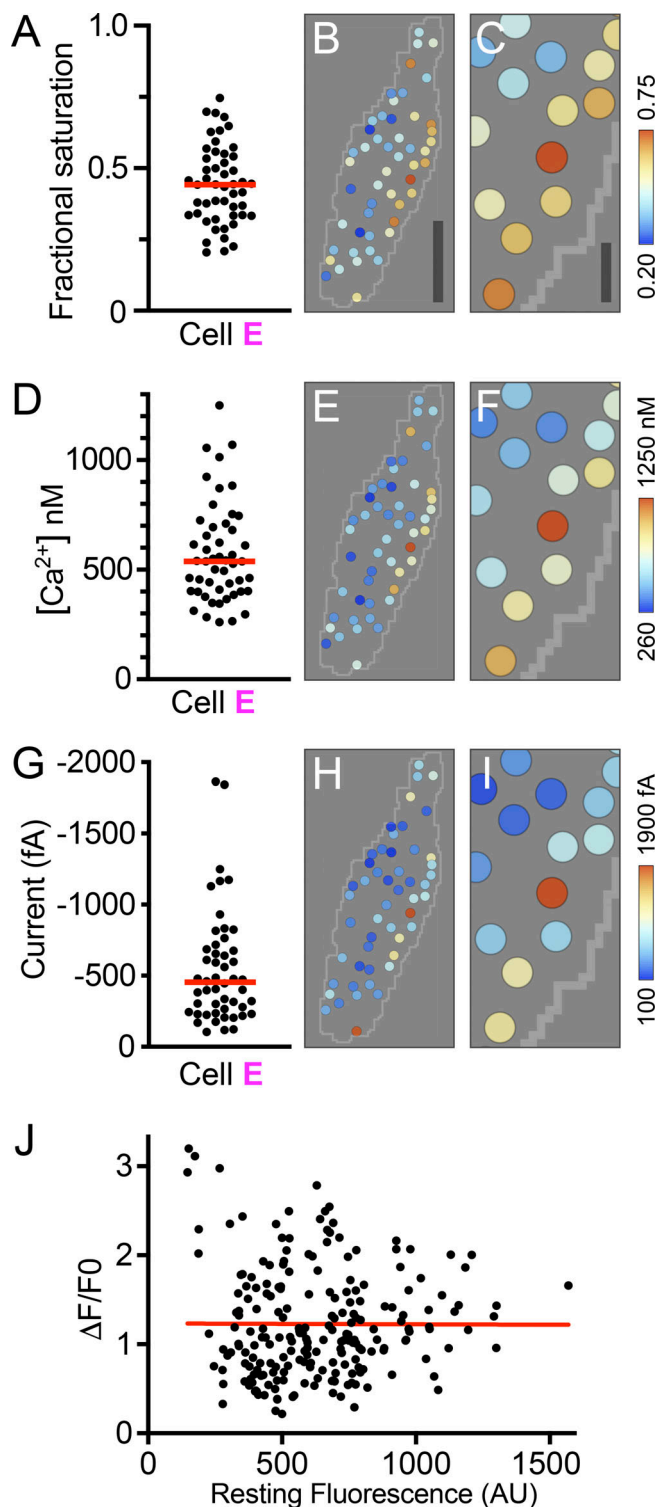 A
Fractional saturation
1.0
0.5
0
Cell E
B
C
0.75
0.20
D
[Ca2+] nM
1000
500
0
Cell E
E
F
1250 nM
260
G
Current (fA)
-2000
-1500
-1000
-500
0
Cell E
H
I
1900 fA
100
J
ΔF/F0
3
2
1
0
0
500
1000
1500
Resting Fluorescence (AU)